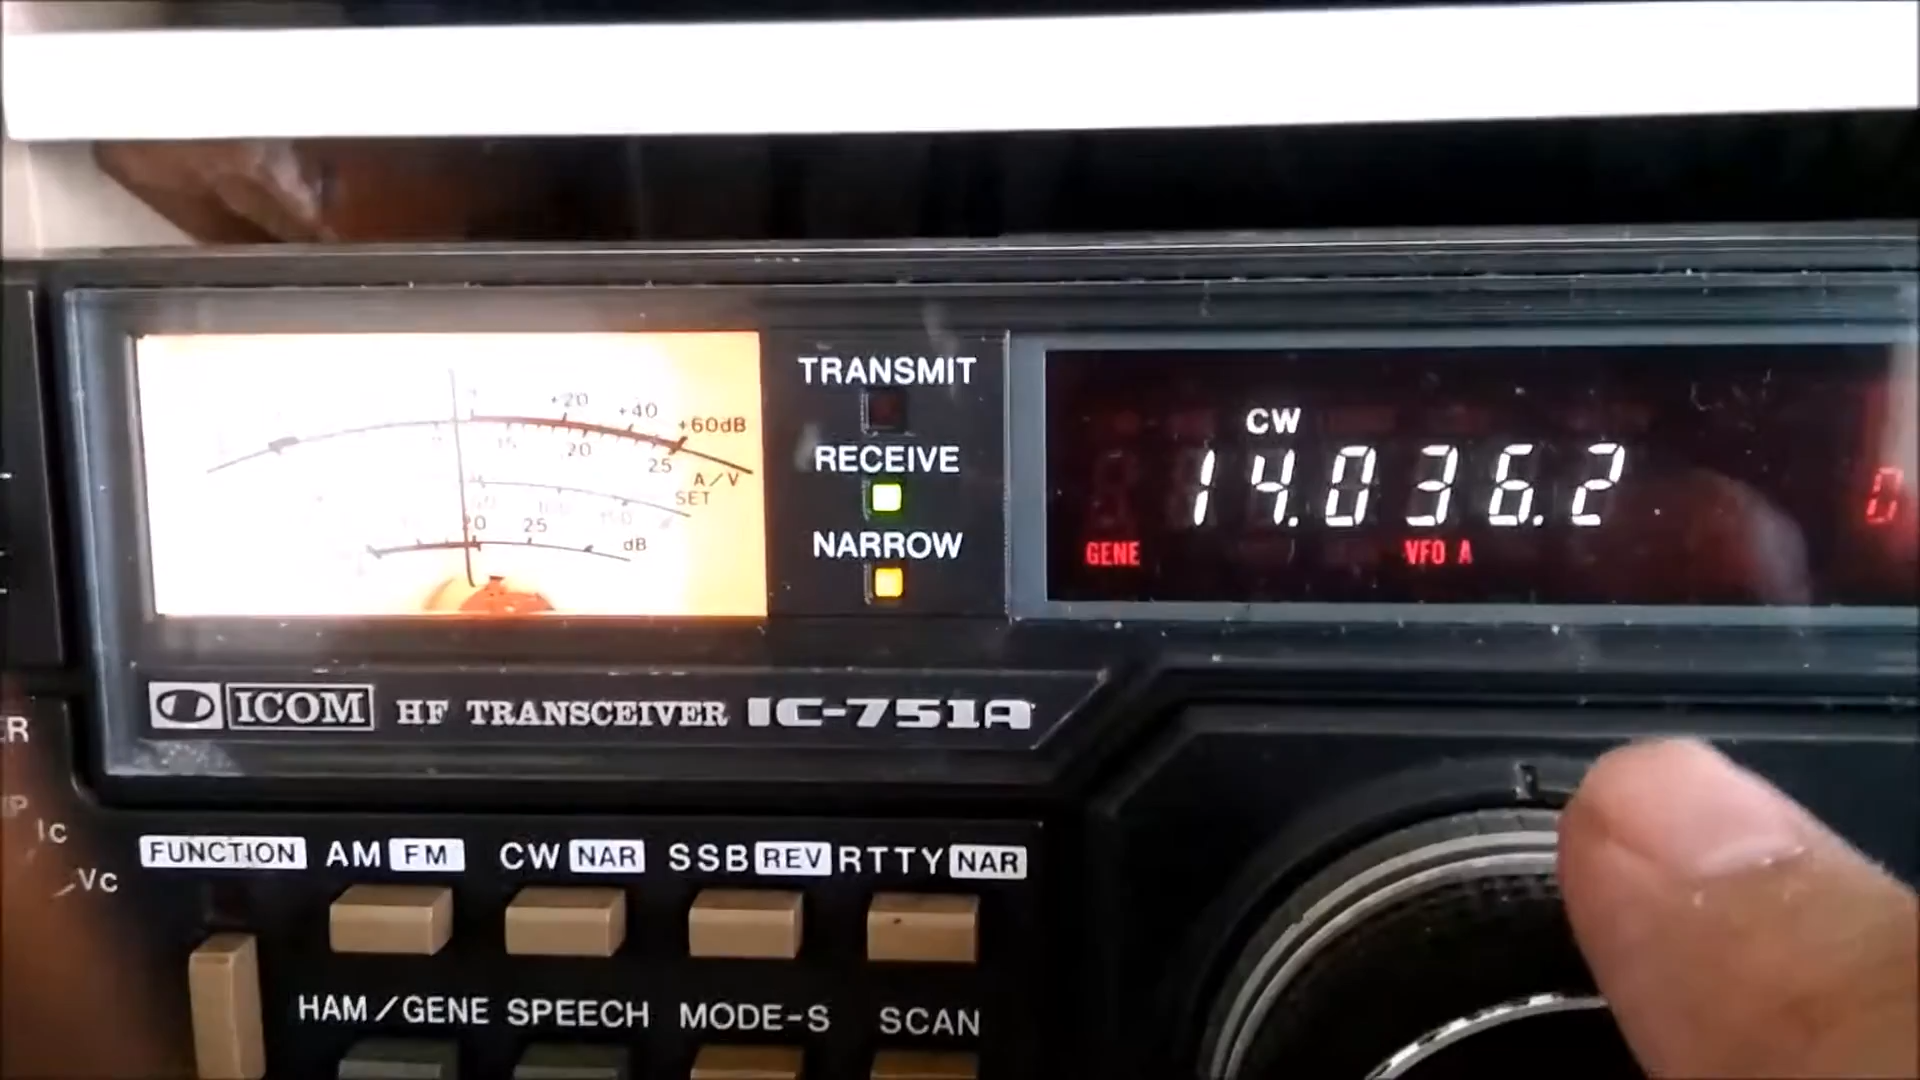 +20 +40 +60dB
15 20 25
A/V
SET
20 25 dB
TRANSMIT
RECEIVE
NARROW
CW
14.036.2
GENE VFO A
ICOM HF TRANSCEIVER IC-751A
Ic
Vc
FUNCTION AM FM CW NAR SSB REV RTTY NAR
HAM/GENE SPEECH MODE-S SCAN